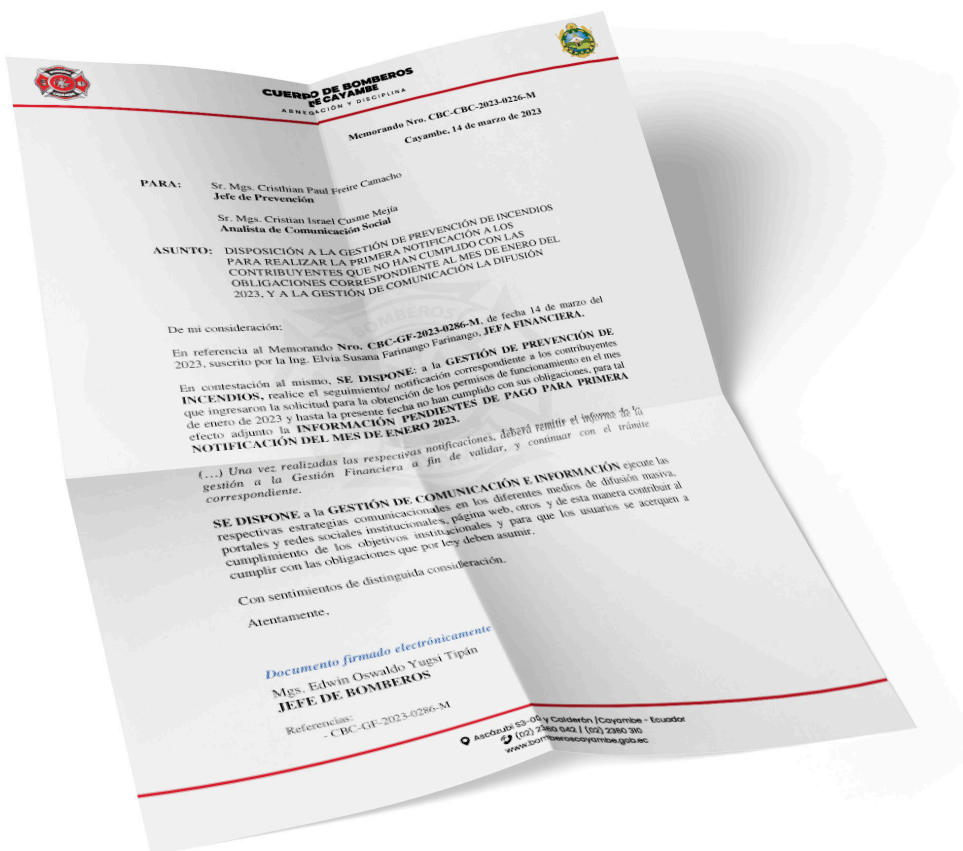 CUERPO DE BOMBEROS
DE CAYAMBE
ABNEGACIÓN Y DISCIPLINA
Memorando Nro. CBC-CBC-2023-0226-M
Cayambe, 14 de marzo de 2023
PARA: Sr. Mgs. Cristhian Paul Freire Camacho
Jefe de Prevención
Sr. Mgs. Cristian Israel Cusme Mejía
Analista de Comunicación Social
ASUNTO: DISPOSICIÓN A LA GESTIÓN DE PREVENCIÓN DE INCENDIOS
PARA REALIZAR LA PRIMERA NOTIFICACIÓN A LOS
CONTRIBUYENTES QUE NO HAN CUMPLIDO CON LAS
OBLIGACIONES CORRESPONDIENTE AL MES DE ENERO DEL
2023, Y A LA GESTIÓN DE COMUNICACIÓN LA DIFUSIÓN
De mi consideración:
En referencia al Memorando Nro. CBC-GF-2023-0286-M, de fecha 14 de marzo del
2023, suscrito por la Ing. Elvia Susana Farinango Farinango, JEFA FINANCIERA.
En contestación al mismo, SE DISPONE: a la GESTIÓN DE PREVENCIÓN DE
INCENDIOS, realice el seguimiento/ notificación correspondiente a los contribuyentes
que ingresaron la solicitud para la obtención de los permisos de funcionamiento en el mes
de enero de 2023 y hasta la presente fecha no han cumplido con sus obligaciones, para tal
efecto adjunto la INFORMACIÓN PENDIENTES DE PAGO PARA PRIMERA
NOTIFICACIÓN DEL MES DE ENERO 2023.
(…) Una vez realizadas las respectivas notificaciones, deberá remitir el informe de la
gestión a la Gestión Financiera a fin de validar, y continuar con el trámite
correspondiente.
SE DISPONE a la GESTIÓN DE COMUNICACIÓN E INFORMACIÓN ejecute las
respectivas estrategias comunicacionales en los diferentes medios de difusión masiva,
portales y redes sociales institucionales, página web, otros y de esta manera contribuir al
cumplimiento de los objetivos institucionales y para que los usuarios se acerquen a
cumplir con las obligaciones que por ley deben asumir.
Con sentimientos de distinguida consideración.
Atentamente,
Documento firmado electrónicamente
Mgs. Edwin Oswaldo Yugsi Tipán
JEFE DE BOMBEROS
Referencias:
- CBC-GF-2023-0286-M
Ascázubi S3-09 y Calderón /Cayambe - Ecuador
(02) 2360 042 / (02) 2360 310
www.bomberoscayambe.gob.ec
BOMBEROS